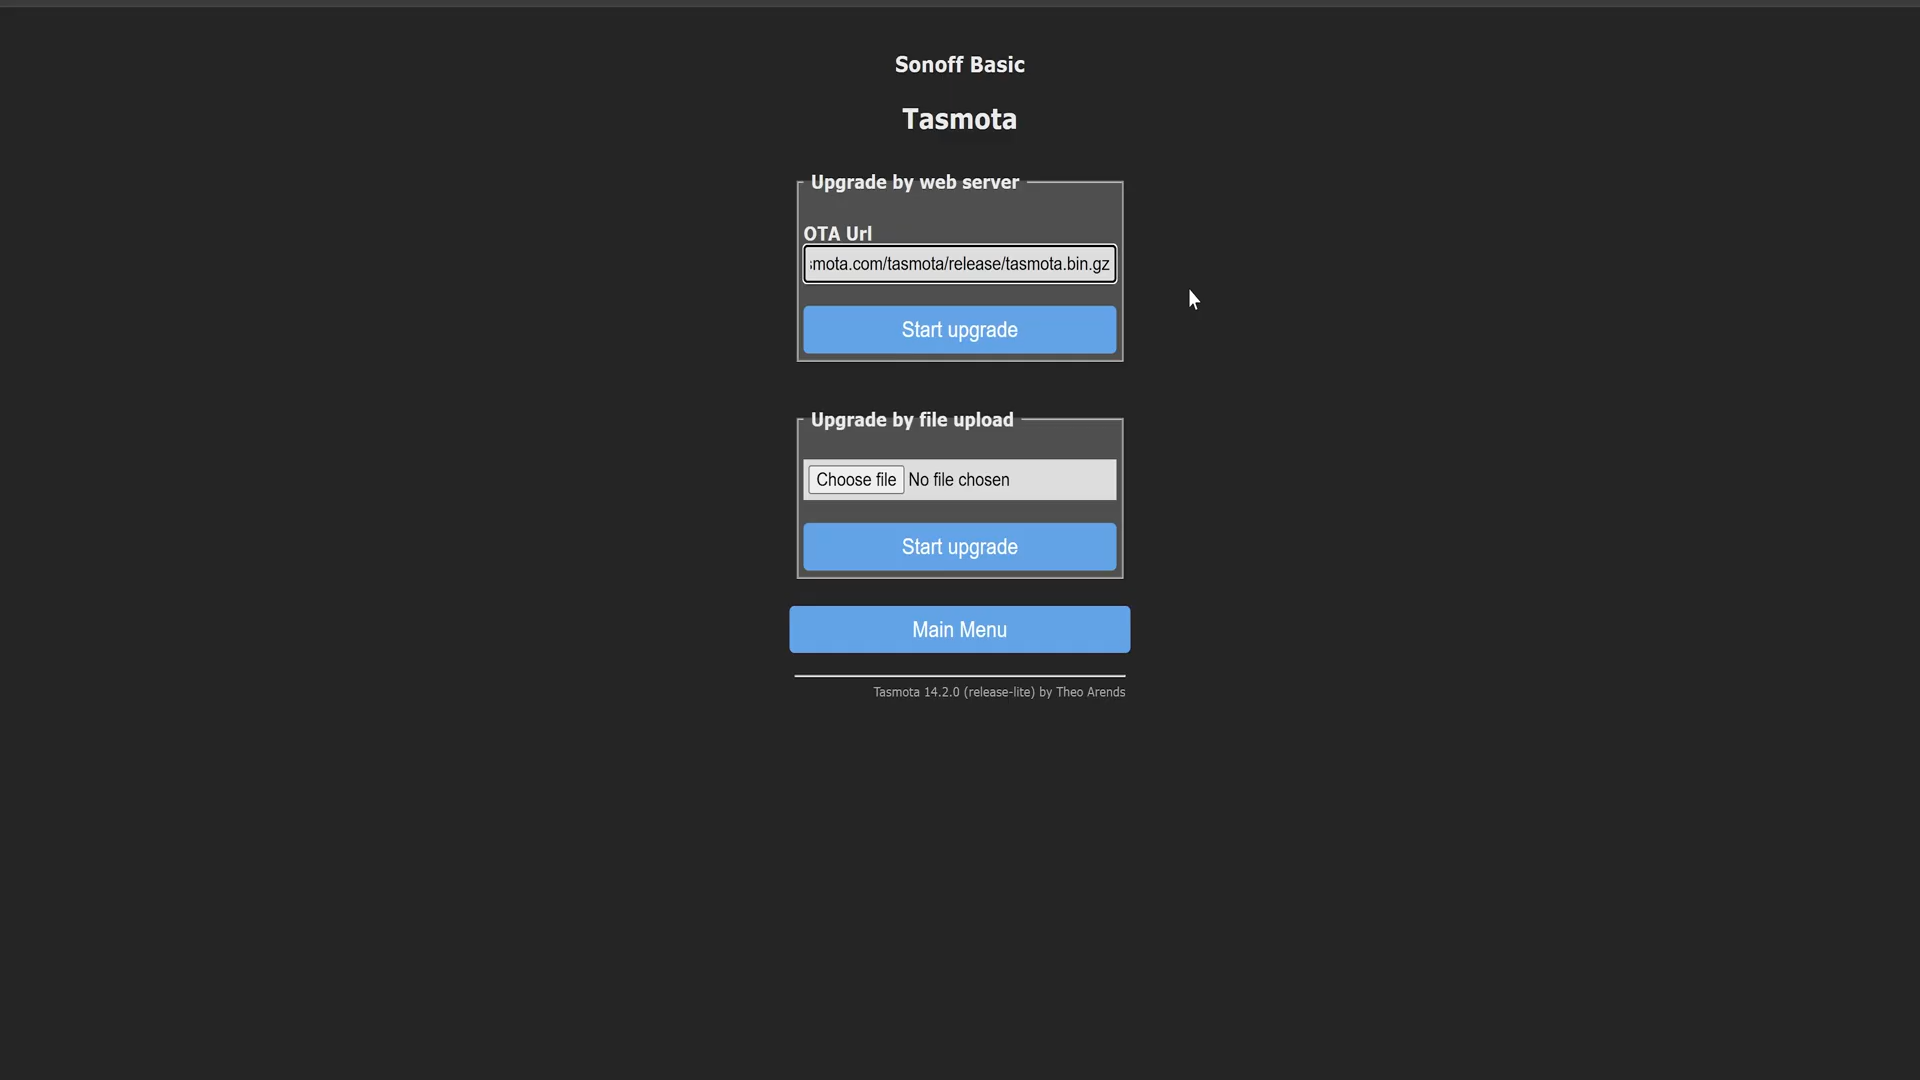 Sonoff Basic
Tasmota
Upgrade by web server
OTA Url
mota.com/tasmota/release/tasmota.bin.gz
Start upgrade
Upgrade by file upload
Choose file No file chosen
Start upgrade
Main Menu
Tasmota 14.2.0 (release-lite) by Theo Arends